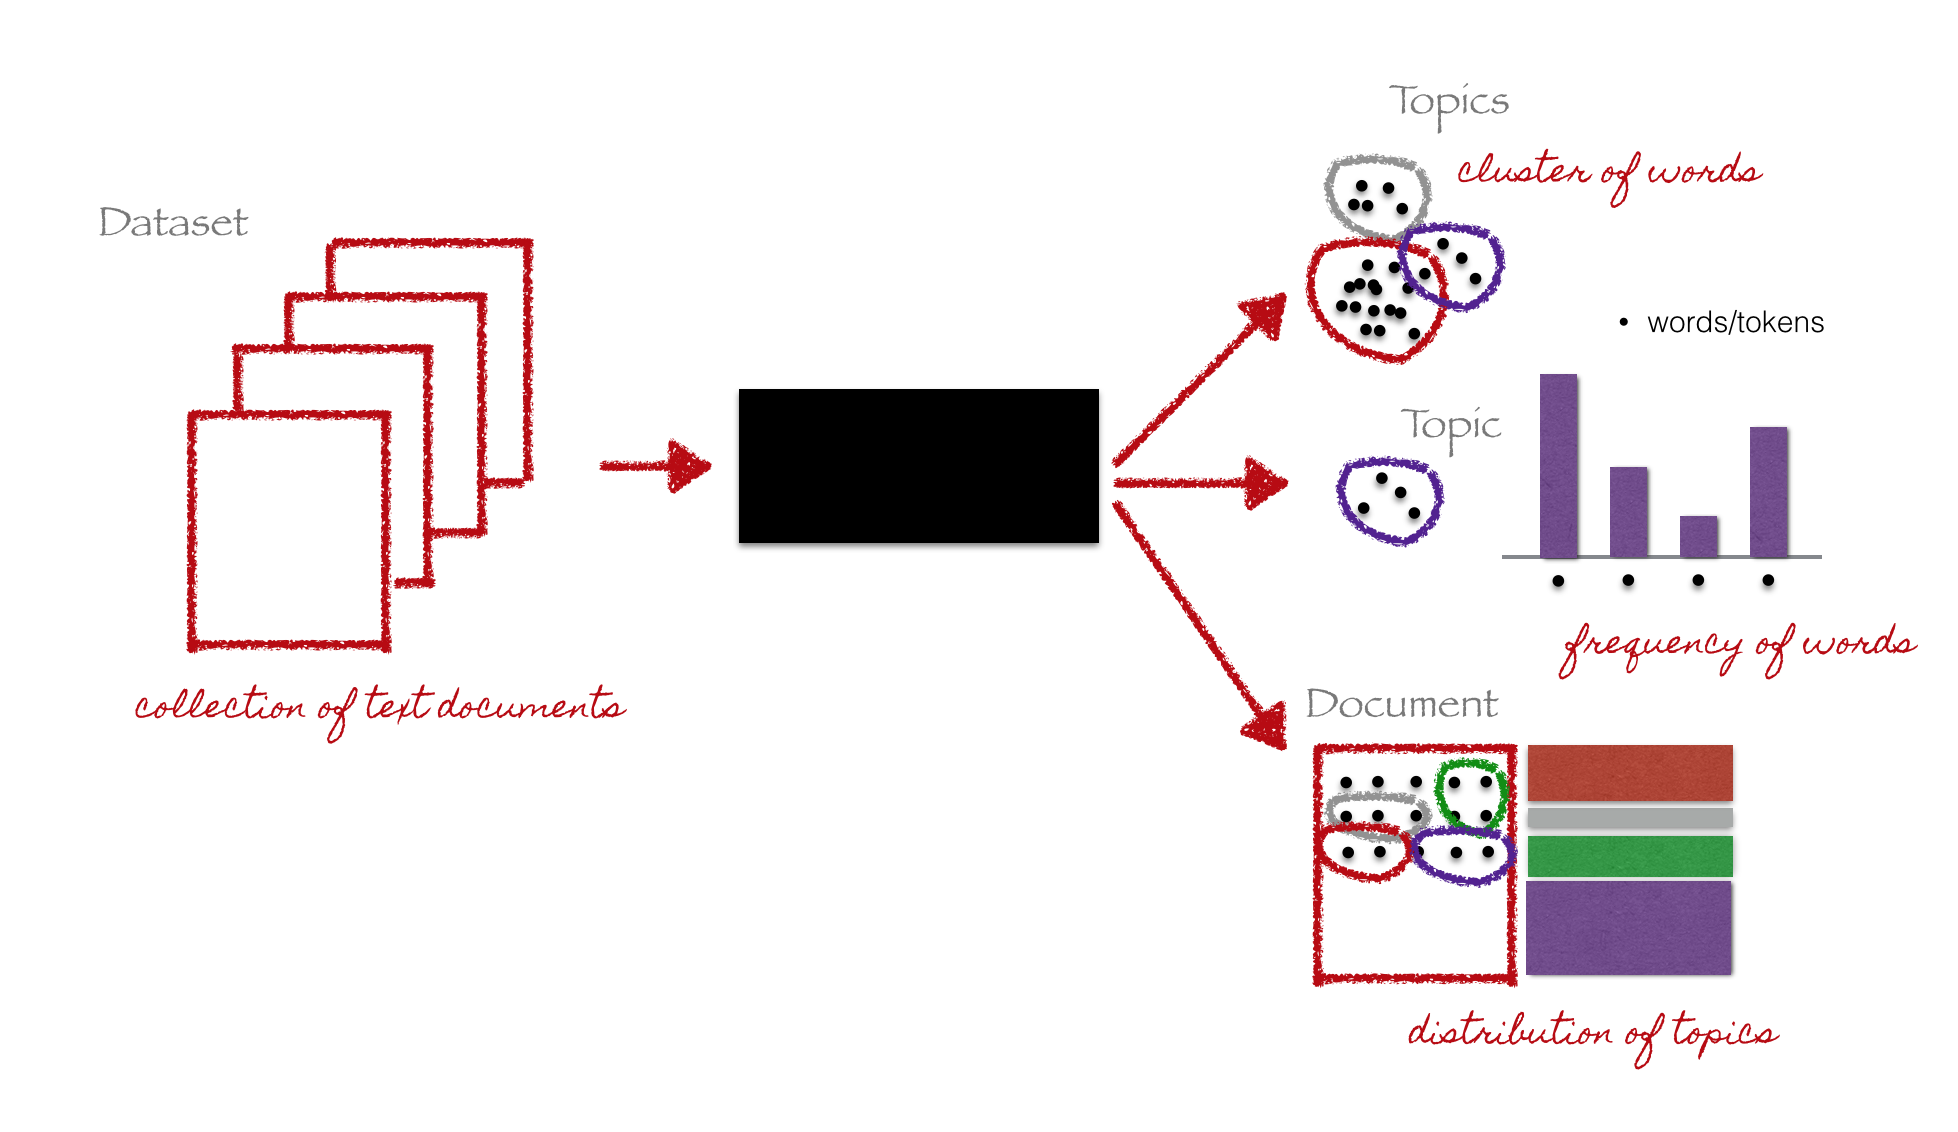 Dataset
collection of text documents
Topics
cluster of words
• words/tokens
Topic
frequency of words
Document
distribution of topics